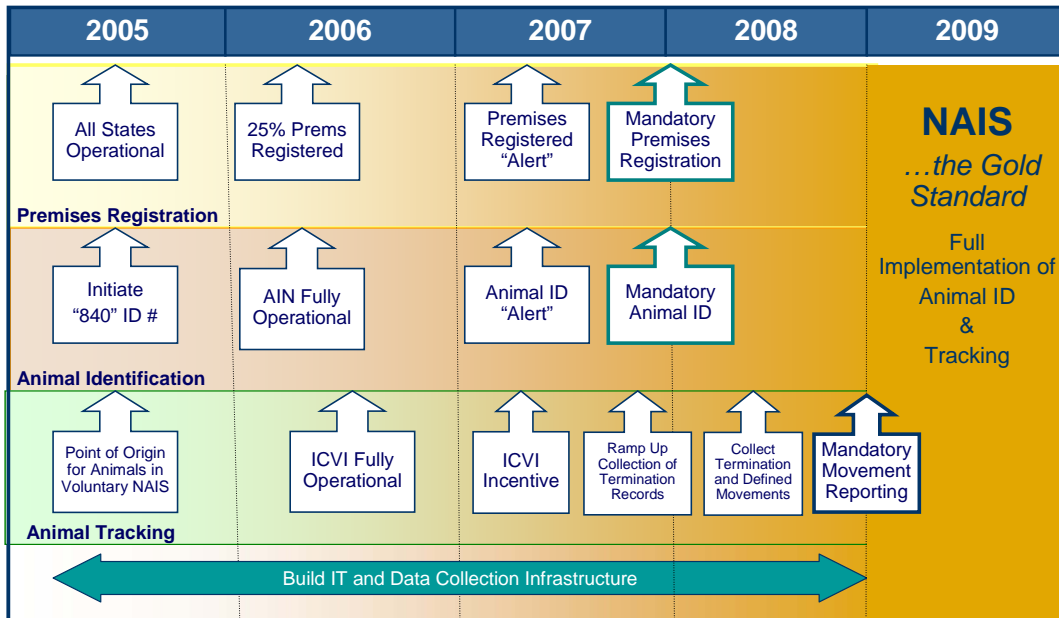 2005 2006 2007 2008 2009
All States
Operational
25% Prems
Registered
Premises
Registered
“Alert”
Mandatory
Premises
Registration
Premises Registration
Initiate
“840” ID #
AIN Fully
Operational
Animal ID
“Alert”
Mandatory
Animal ID
Animal Identification
Point of Origin
for Animals in
Voluntary NAIS
ICVI Fully
Operational
ICVI
Incentive
Ramp Up
Collection of
Termination
Records
Collect
Termination
and Defined
Movements
Mandatory
Movement
Reporting
Animal Tracking
Build IT and Data Collection Infrastructure
NAIS
…the Gold
Standard
Full
Implementation of
Animal ID
&
Tracking